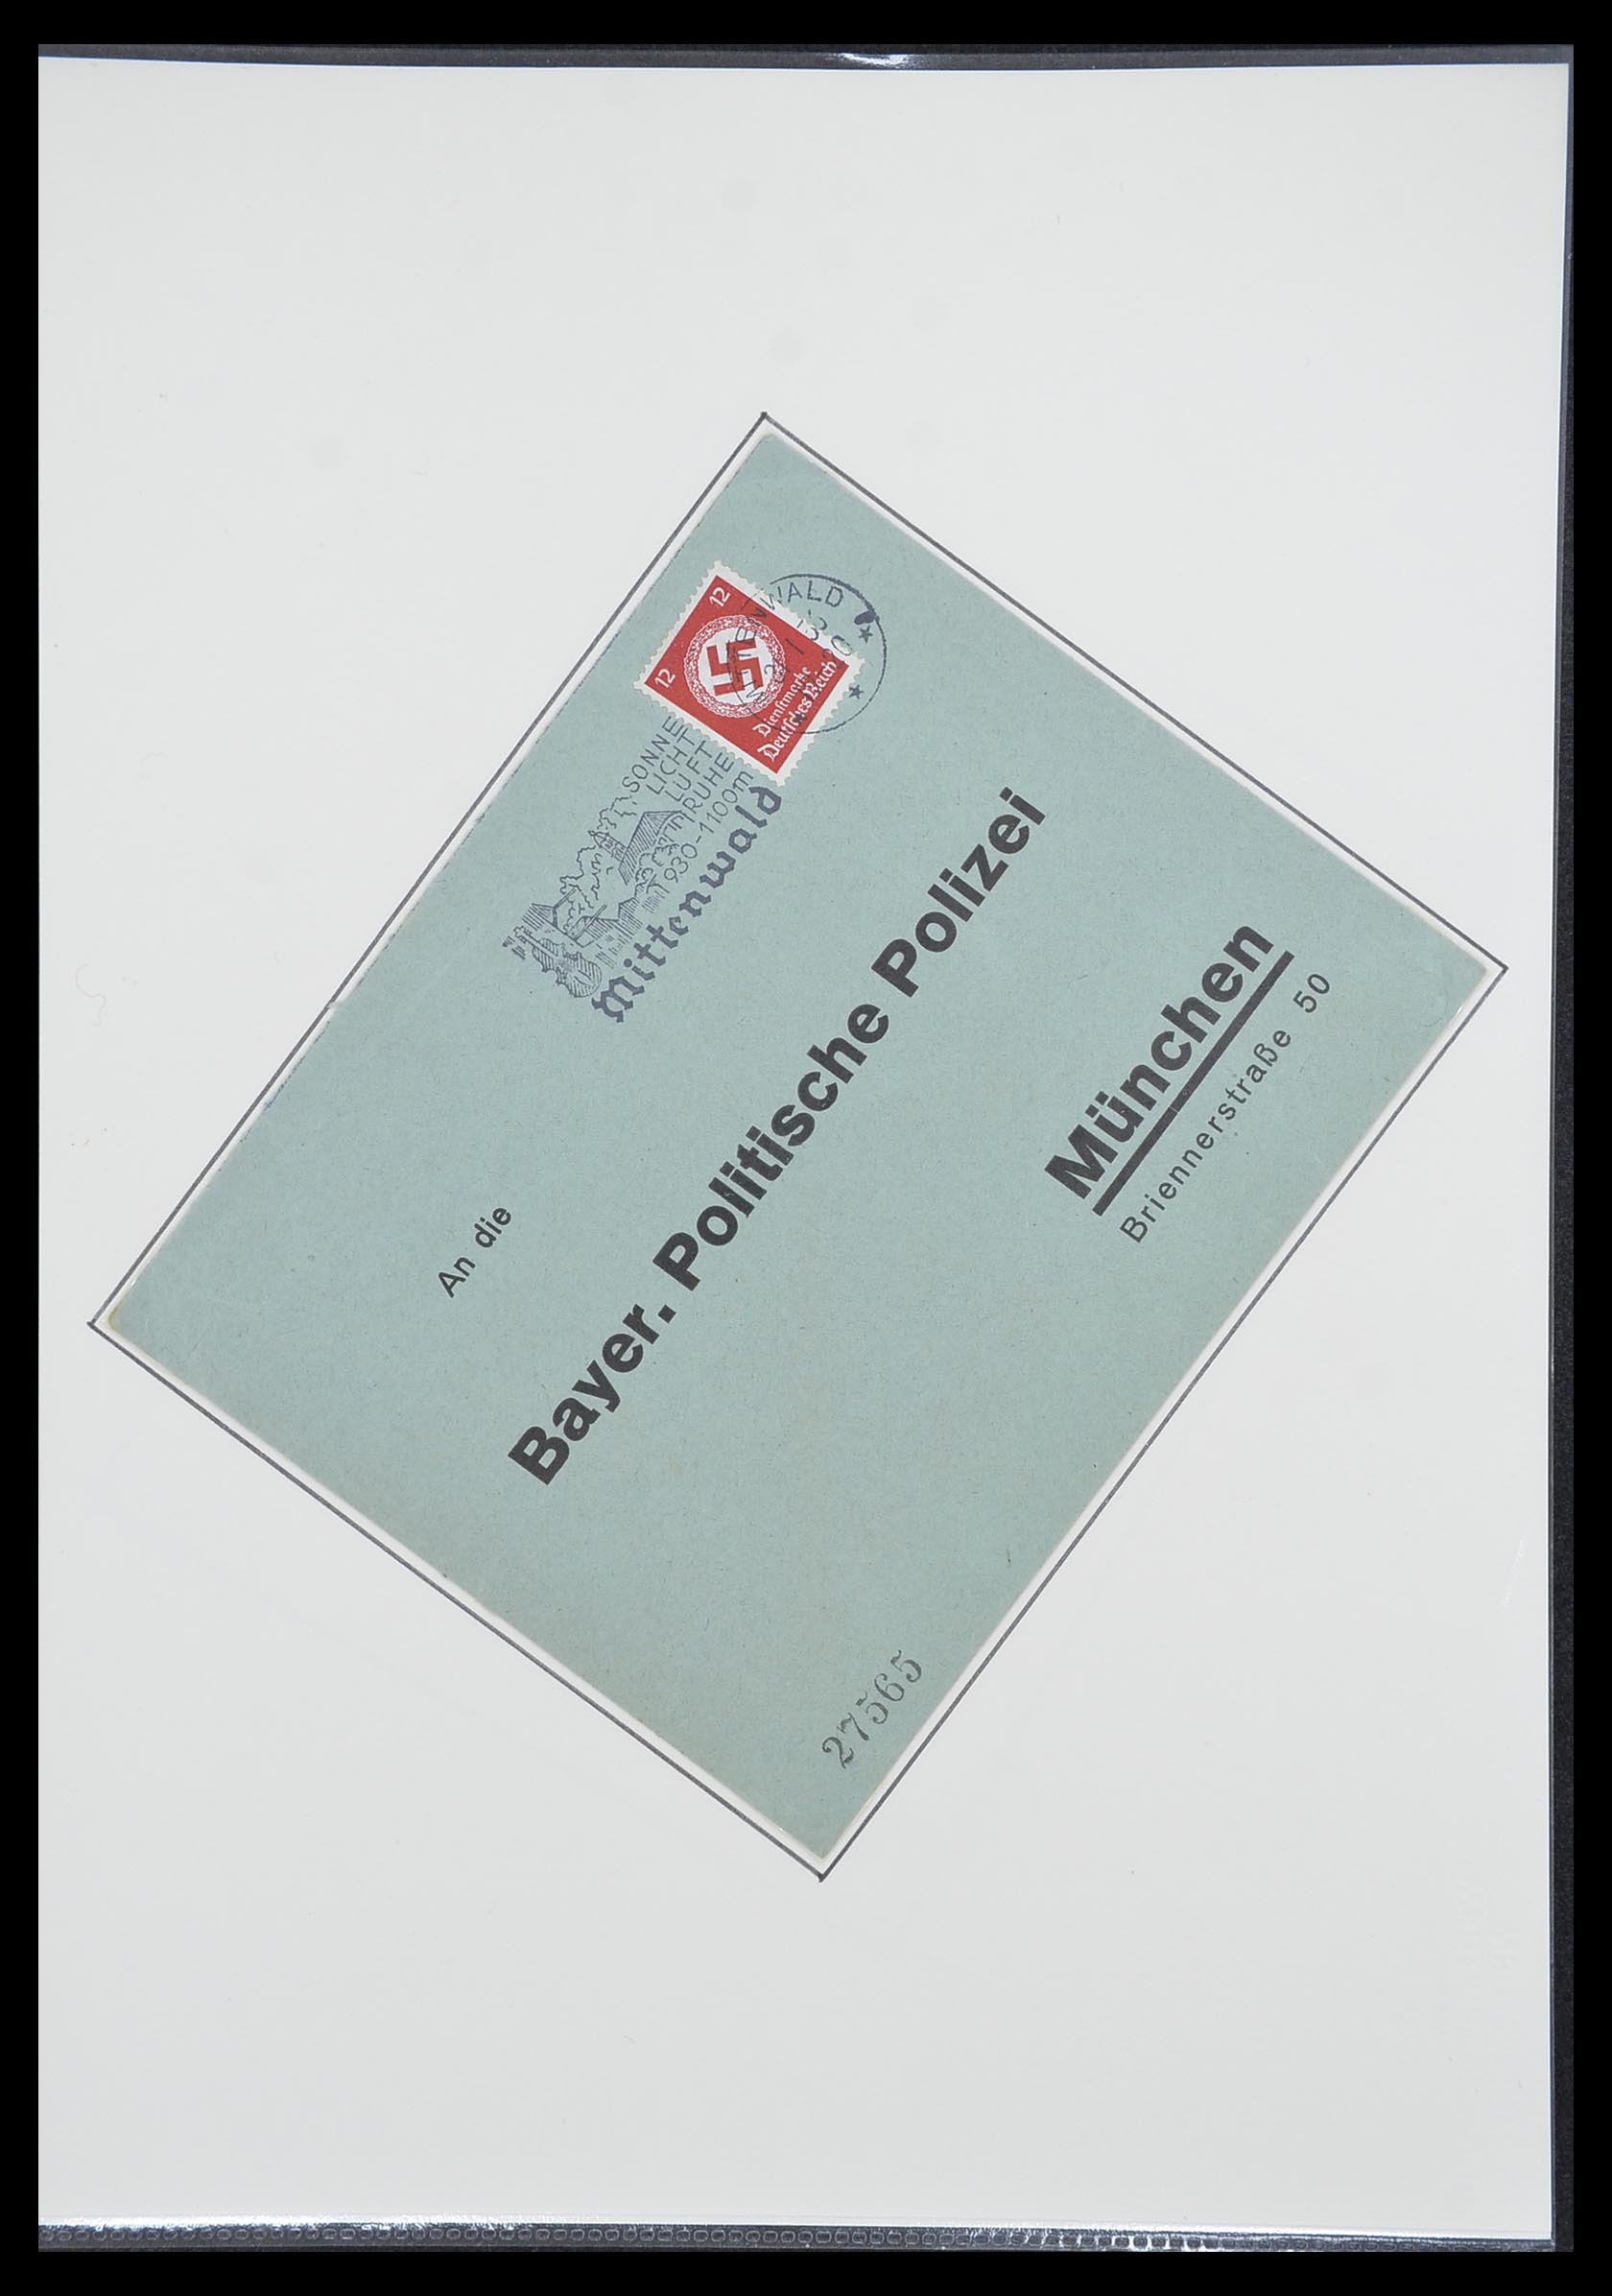 12 12
Dienstmarke
Deutsches Reich
MITTENWALD
SONNE
LICHT
LUFT
RUHE
930-1100m
Mittenwald
An die
Bayer. Politische Polizei
München
Briennerstraße 50
27565